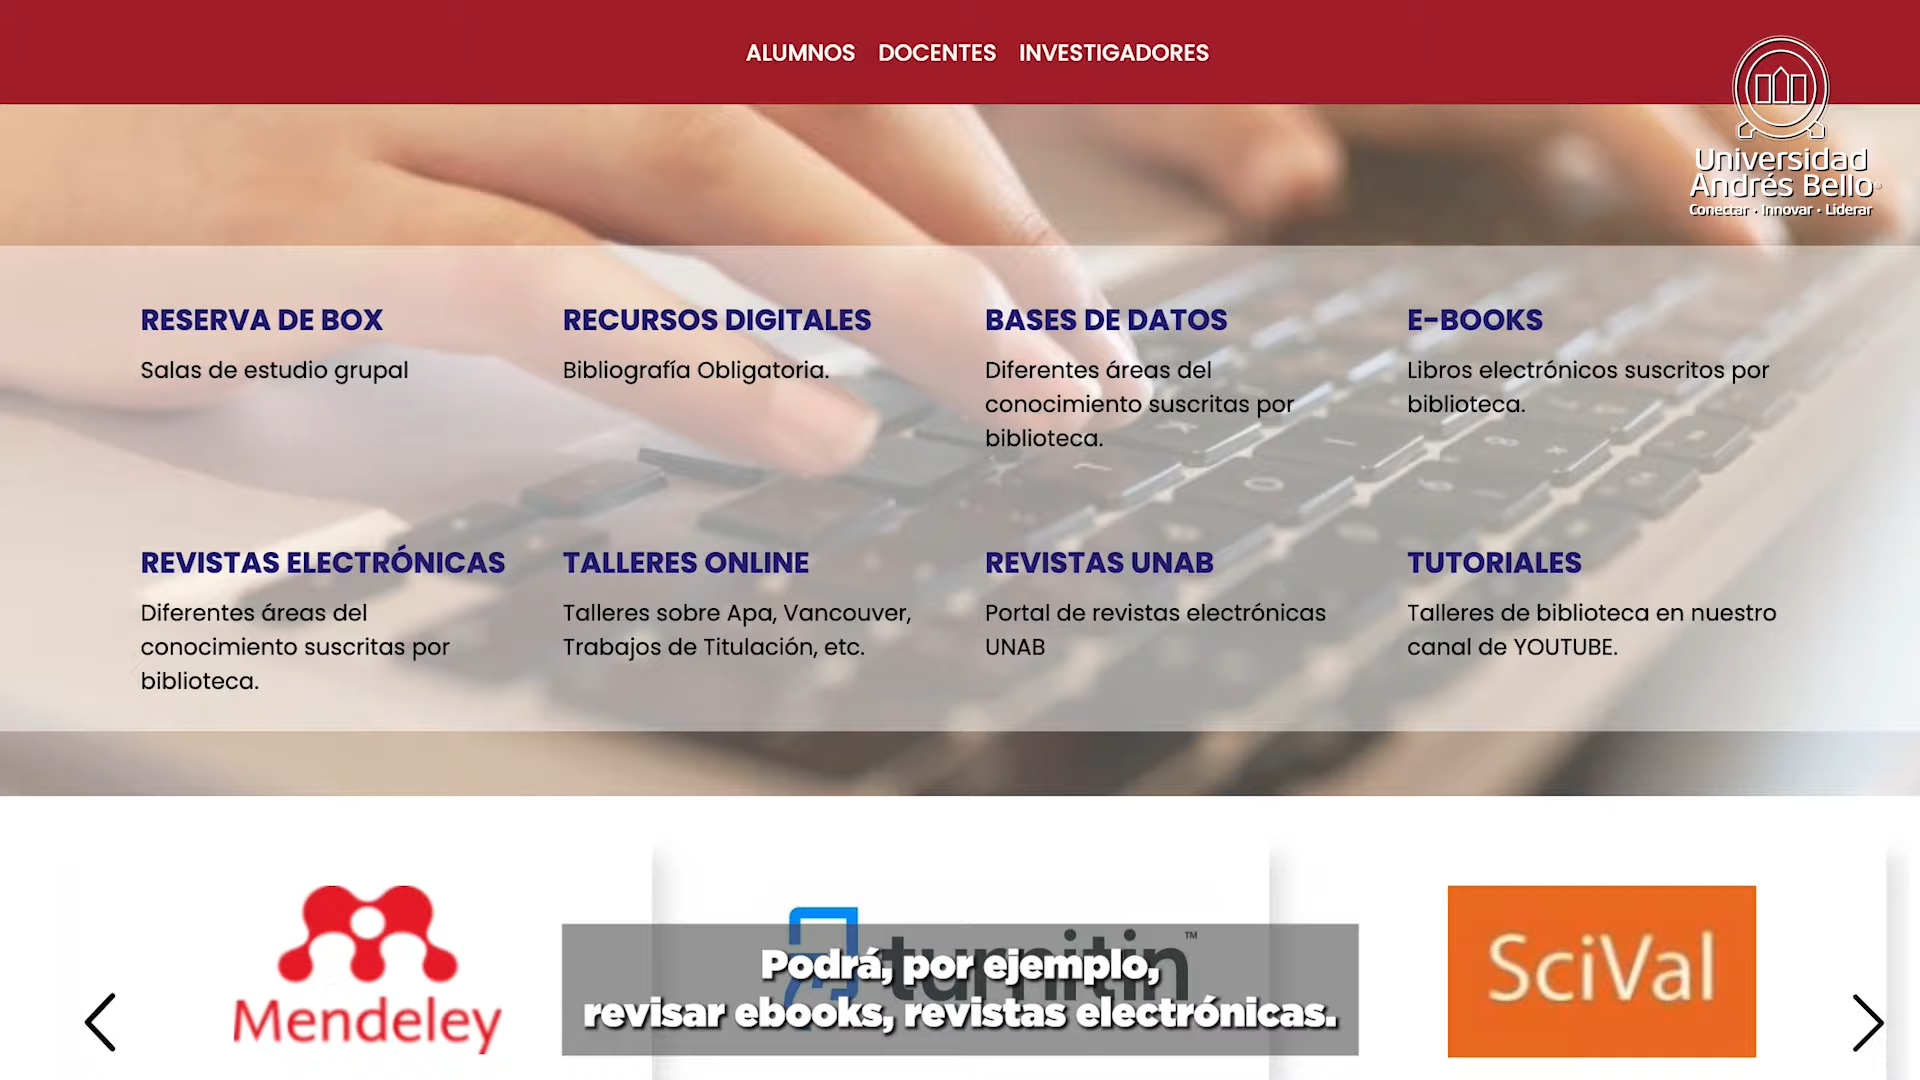 ALUMNOS DOCENTES INVESTIGADORES
Universidad
Andrés Bello®
Conectar • Innovar • Liderar
RESERVA DE BOX
Salas de estudio grupal
RECURSOS DIGITALES
Bibliografía Obligatoria.
BASES DE DATOS
Diferentes áreas del
conocimiento suscritas por
biblioteca.
E-BOOKS
Libros electrónicos suscritos por
biblioteca.
REVISTAS ELECTRÓNICAS
Diferentes áreas del
conocimiento suscritas por
biblioteca.
TALLERES ONLINE
Talleres sobre Apa, Vancouver,
Trabajos de Titulación, etc.
REVISTAS UNAB
Portal de revistas electrónicas
UNAB
TUTORIALES
Talleres de biblioteca en nuestro
canal de YOUTUBE.
Mendeley
turnitin™
SciVal
Podrá, por ejemplo,
revisar ebooks, revistas electrónicas.